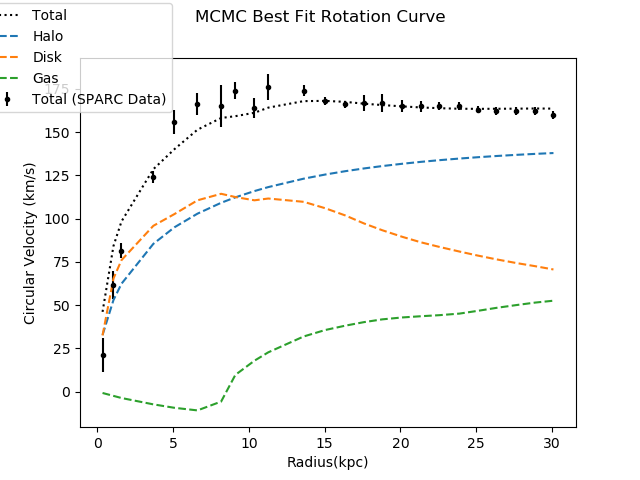 MCMC Best Fit Rotation Curve
Total
Halo
Disk
Gas
Total (SPARC Data)
Circular Velocity (km/s)
175
150
125
100
75
50
25
0
0 5 10 15 20 25 30
Radius(kpc)